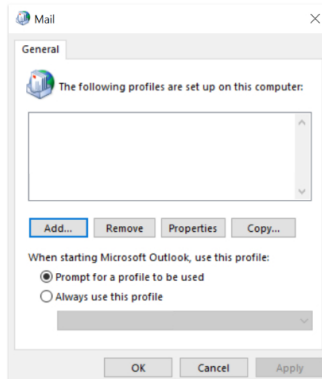 Mail
General
The following profiles are set up on this computer:
Add... Remove Properties Copy...
When starting Microsoft Outlook, use this profile:
Prompt for a profile to be used
Always use this profile
OK Cancel Apply